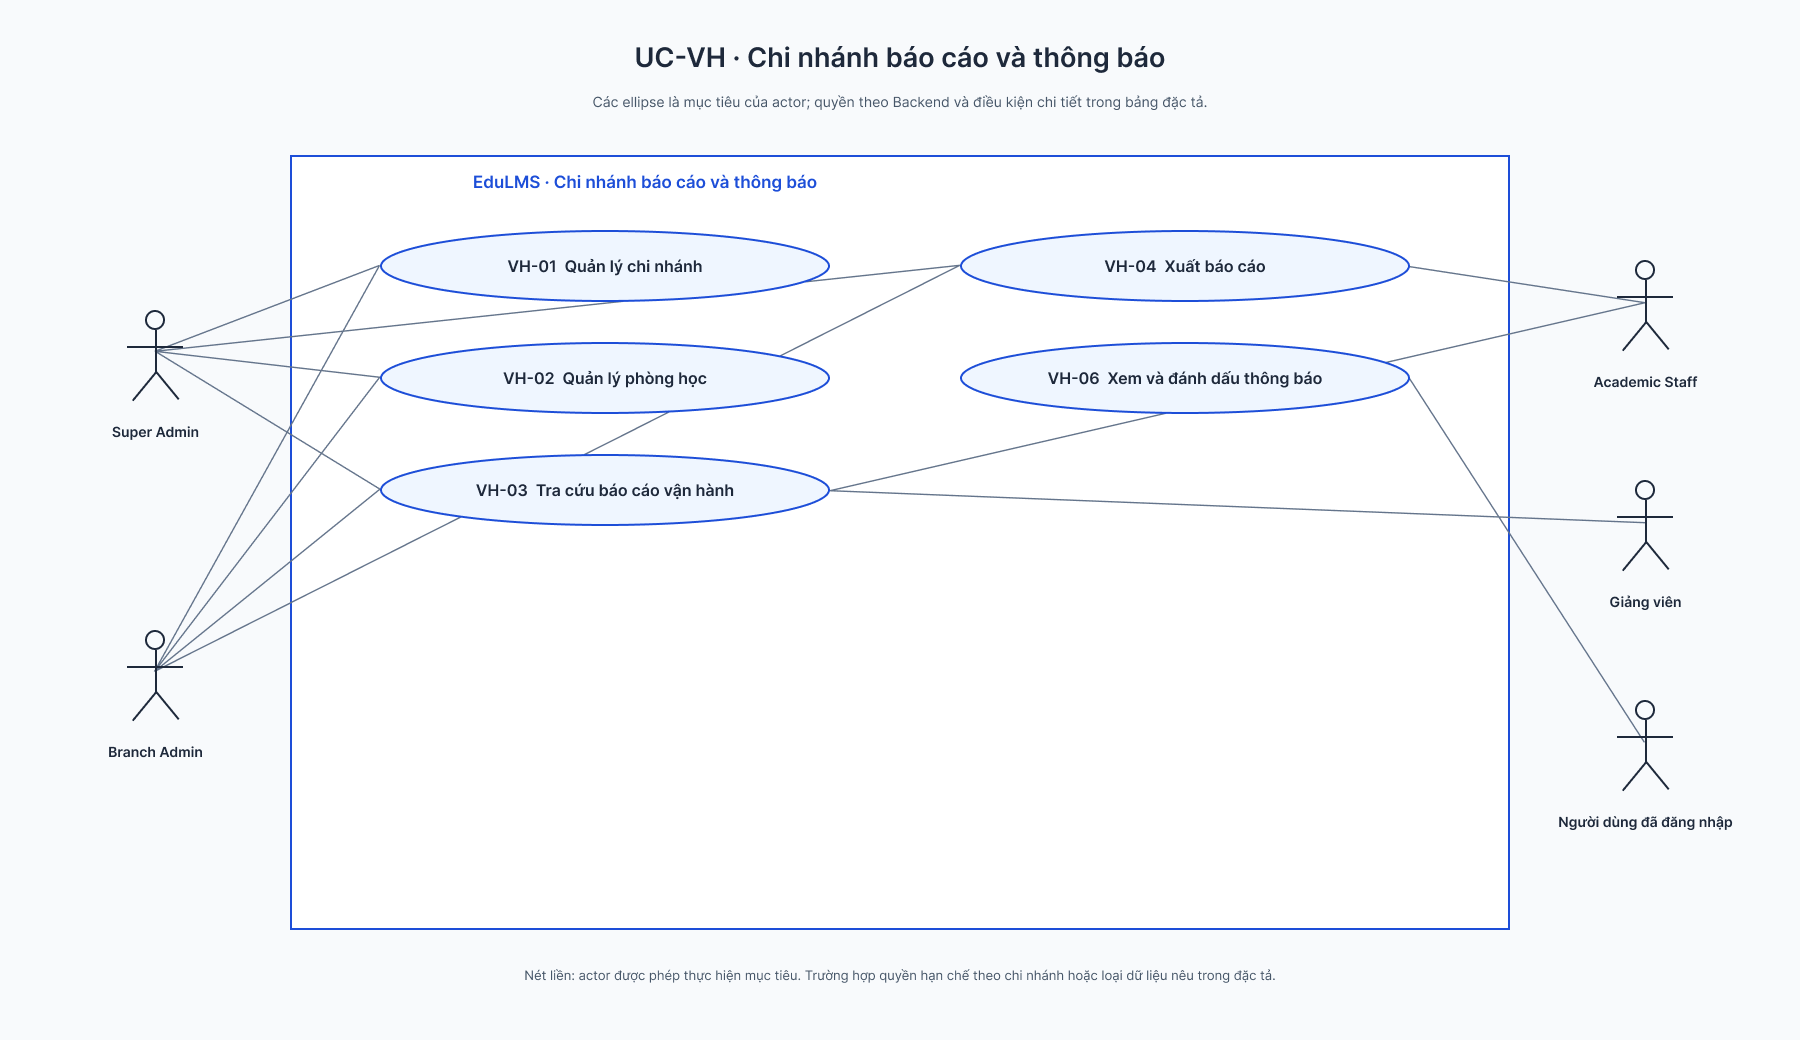 UC-VH · Chi nhánh báo cáo và thông báo
Các ellipse là mục tiêu của actor; quyền theo Backend và điều kiện chi tiết trong bảng đặc tả.
EduLMS · Chi nhánh báo cáo và thông báo
VH-01 Quản lý chi nhánh
VH-04 Xuất báo cáo
VH-02 Quản lý phòng học
VH-06 Xem và đánh dấu thông báo
Academic Staff
Super Admin
VH-03 Tra cứu báo cáo vận hành
Giảng viên
Branch Admin
Người dùng đã đăng nhập
Nét liền: actor được phép thực hiện mục tiêu. Trường hợp quyền hạn chế theo chi nhánh hoặc loại dữ liệu nêu trong đặc tả.